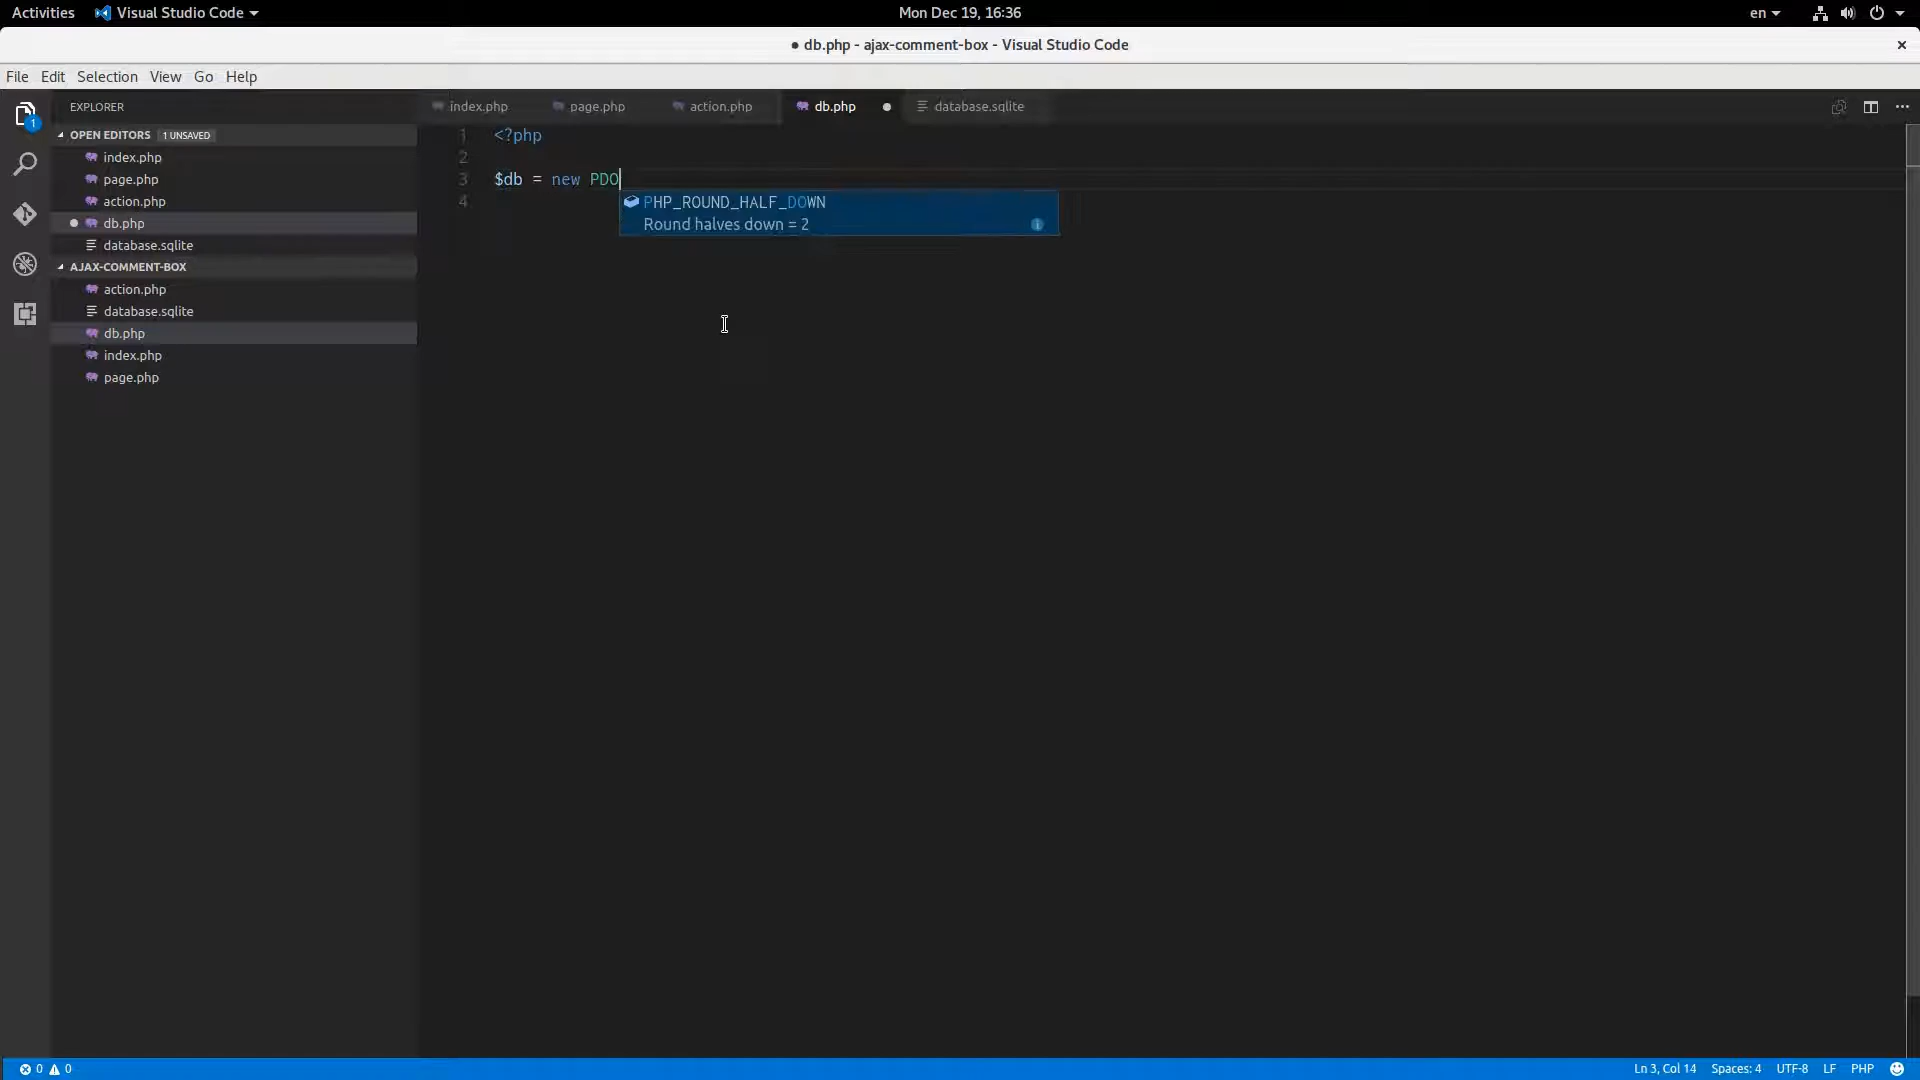 Activities Visual Studio Code Mon Dec 19, 16:36 en
● db.php - ajax-comment-box - Visual Studio Code ×
File Edit Selection View Go Help
EXPLORER index.php page.php action.php db.php database.sqlite
OPEN EDITORS 1 UNSAVED
index.php
page.php
action.php
db.php
database.sqlite
AJAX-COMMENT-BOX
action.php
database.sqlite
db.php
index.php
page.php
1
1 <?php
2
3 $db = new PDO
4
PHP_ROUND_HALF_DOWN
Round halves down = 2
0 0 Ln 3, Col 14 Spaces: 4 UTF-8 LF PHP